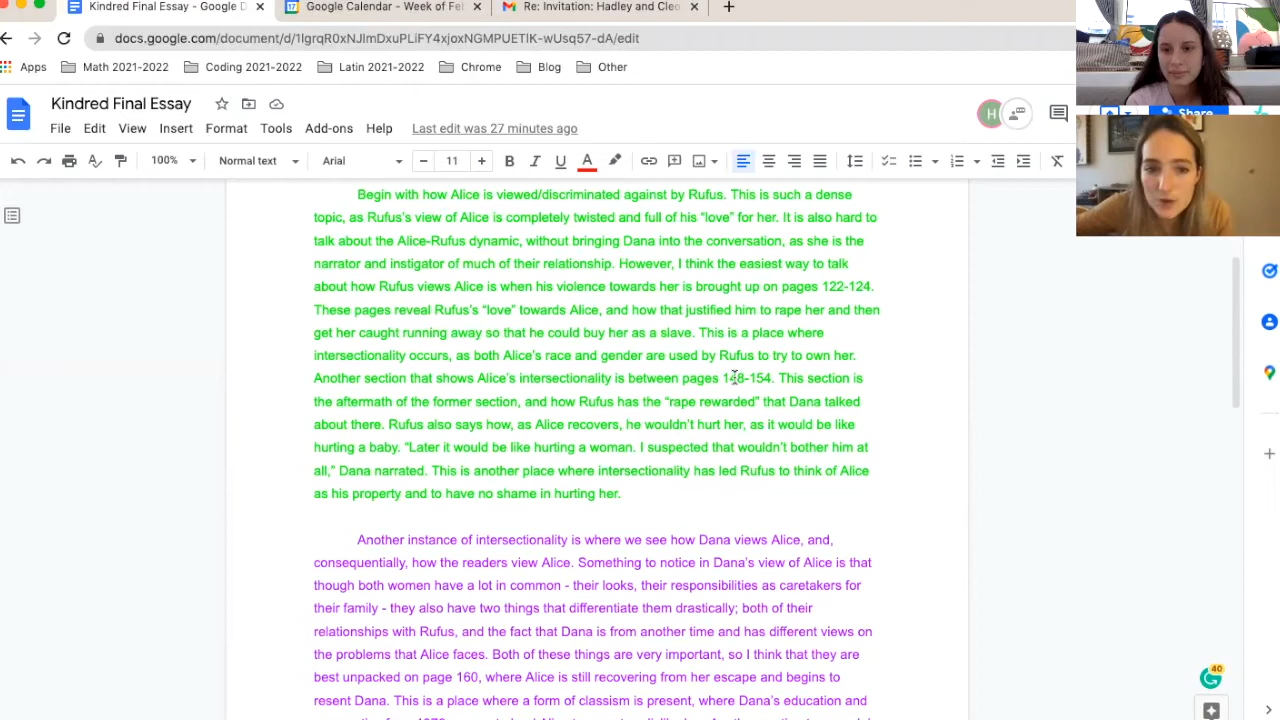 Kindred Final Essay - Google D
Google Calendar - Week of Fe
Re: Invitation: Hadley and Cleo
docs.google.com/document/d/1IgrqR0xNJlmDxuPLiFY4xjoxNGMPUETlK-wUsq57-dA/edit
Apps
Math 2021-2022
Coding 2021-2022
Latin 2021-2022
Chrome
Blog
Other
Kindred Final Essay
H
Share
File Edit View Insert Format Tools Add-ons Help Last edit was 27 minutes ago
100% Normal text Arial 11 B I U A
Begin with how Alice is viewed/discriminated against by Rufus. This is such a dense
topic, as Rufus's view of Alice is completely twisted and full of his “love” for her. It is also hard to
talk about the Alice-Rufus dynamic, without bringing Dana into the conversation, as she is the
narrator and instigator of much of their relationship. However, I think the easiest way to talk
about how Rufus views Alice is when his violence towards her is brought up on pages 122-124.
These pages reveal Rufus's “love” towards Alice, and how that justified him to rape her and then
get her caught running away so that he could buy her as a slave. This is a place where
intersectionality occurs, as both Alice's race and gender are used by Rufus to try to own her.
Another section that shows Alice's intersectionality is between pages 148-154. This section is
the aftermath of the former section, and how Rufus has the “rape rewarded” that Dana talked
about there. Rufus also says how, as Alice recovers, he wouldn't hurt her, as it would be like
hurting a baby. “Later it would be like hurting a woman. I suspected that wouldn't bother him at
all,” Dana narrated. This is another place where intersectionality has led Rufus to think of Alice
as his property and to have no shame in hurting her.
Another instance of intersectionality is where we see how Dana views Alice, and,
consequentially, how the readers view Alice. Something to notice in Dana's view of Alice is that
though both women have a lot in common - their looks, their responsibilities as caretakers for
their family - they also have two things that differentiate them drastically; both of their
relationships with Rufus, and the fact that Dana is from another time and has different views on
the problems that Alice faces. Both of these things are very important, so I think that they are
best unpacked on page 160, where Alice is still recovering from her escape and begins to
resent Dana. This is a place where a form of classism is present, where Dana's education and
40